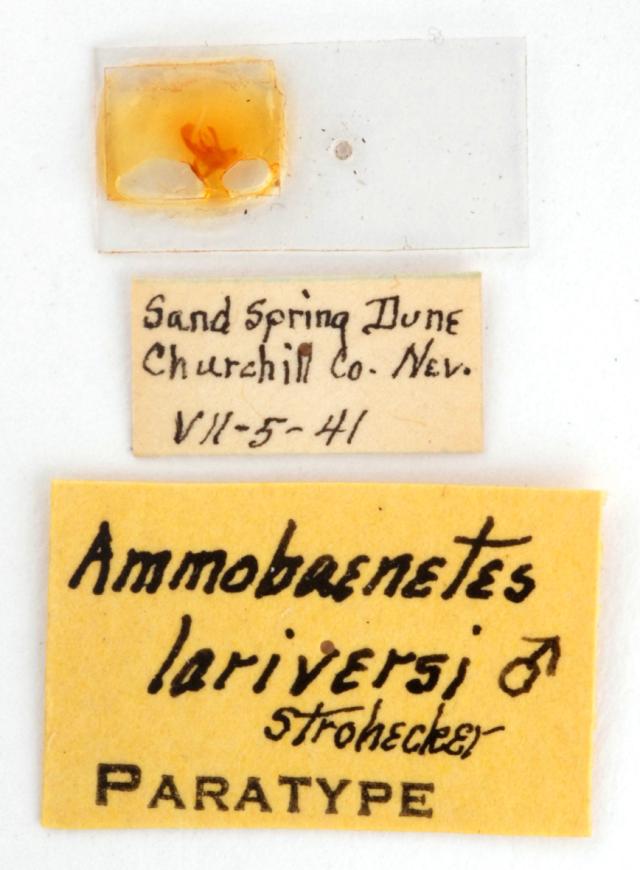 Sand Spring Dune
Churchill Co. Nev.
VII-5-41
Ammobaenetes
lariversi ♂
Strohecker
PARATYPE